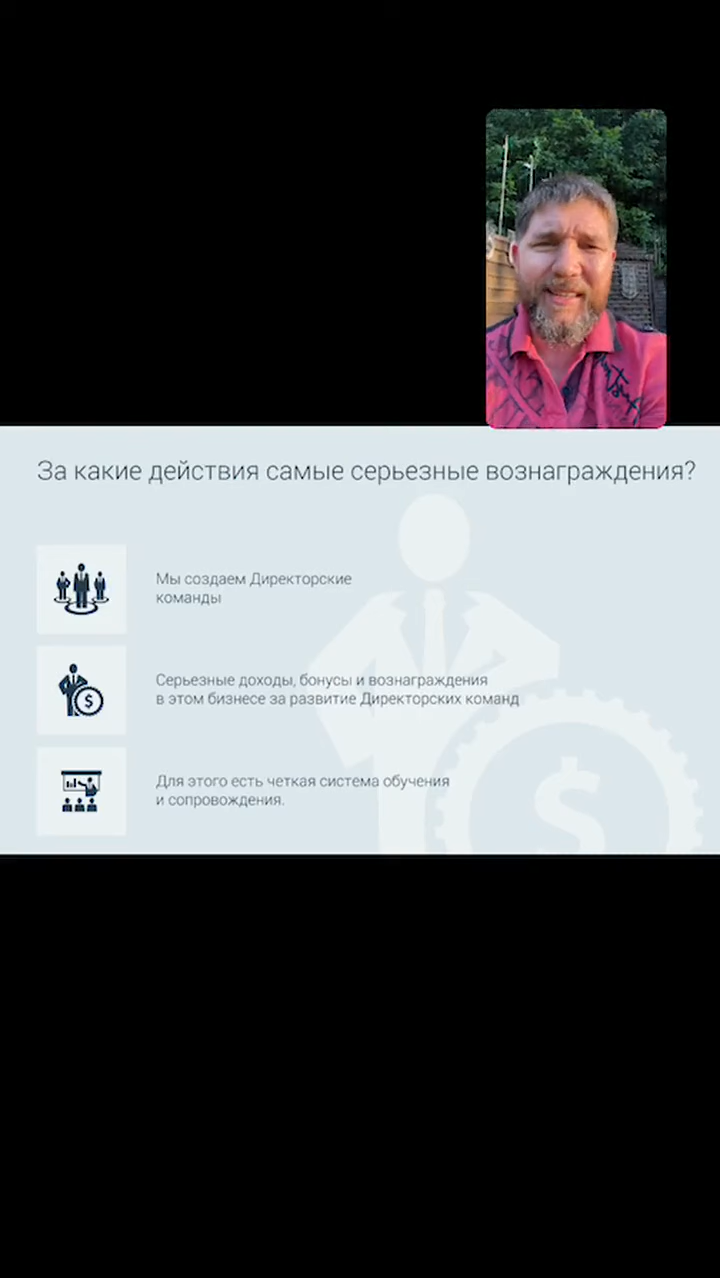 За какие действия самые серьезные вознаграждения?
Мы создаем Директорские
команды
Серьезные доходы, бонусы и вознаграждения
в этом бизнесе за развитие Директорских команд
Для этого есть четкая система обучения
и сопровождения.
$
$